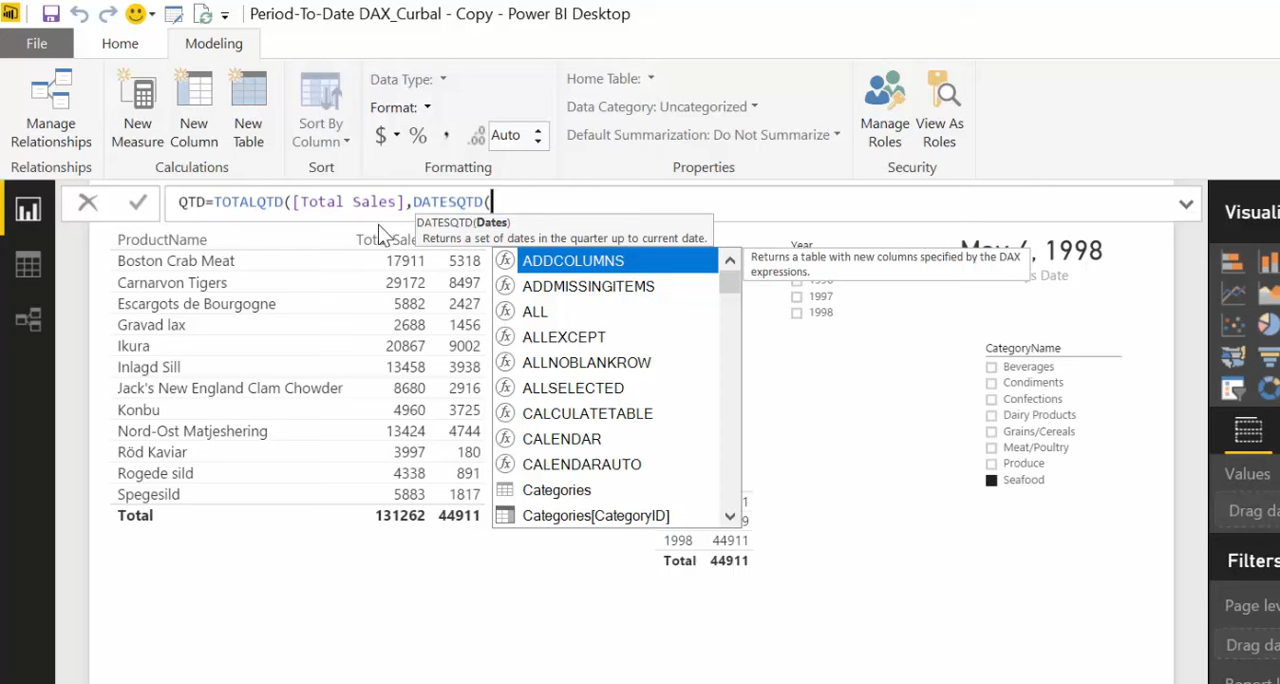 Period-To-Date DAX_Curbal - Copy - Power BI Desktop
File Home Modeling
Manage Relationships
New Measure
New Column
New Table
Sort By Column
Data Type:
Format:
$ % , .00 Auto
Home Table:
Data Category: Uncategorized
Default Summarization: Do Not Summarize
Manage Roles
View As Roles
Relationships Calculations Sort Formatting Properties Security
QTD=TOTALQTD([Total Sales],DATESQTD(
DATESQTD(Dates)
Returns a set of dates in the quarter up to current date.
ADDCOLUMNS
ADDMISSINGITEMS
ALL
ALLEXCEPT
ALLNOBLANKROW
ALLSELECTED
CALCULATETABLE
CALENDAR
CALENDARAUTO
Categories
Categories[CategoryID]
Returns a table with new columns specified by the DAX
expressions.
ProductName
Boston Crab Meat 17911 5318
Carnarvon Tigers 29172 8497
Escargots de Bourgogne 5882 2427
Gravad lax 2688 1456
Ikura 20867 9002
Inlagd Sill 13458 3938
Jack's New England Clam Chowder 8680 2916
Konbu 4960 3725
Nord-Ost Matjeshering 13424 4744
Röd Kaviar 3997 180
Rogede sild 4338 891
Spegesild 5883 1817
Total 131262 44911
1998 44911
Total 44911
Year
1997
1998
1998
Date
CategoryName
Beverages
Condiments
Confections
Dairy Products
Grains/Cereals
Meat/Poultry
Produce
Seafood
Values
Filters